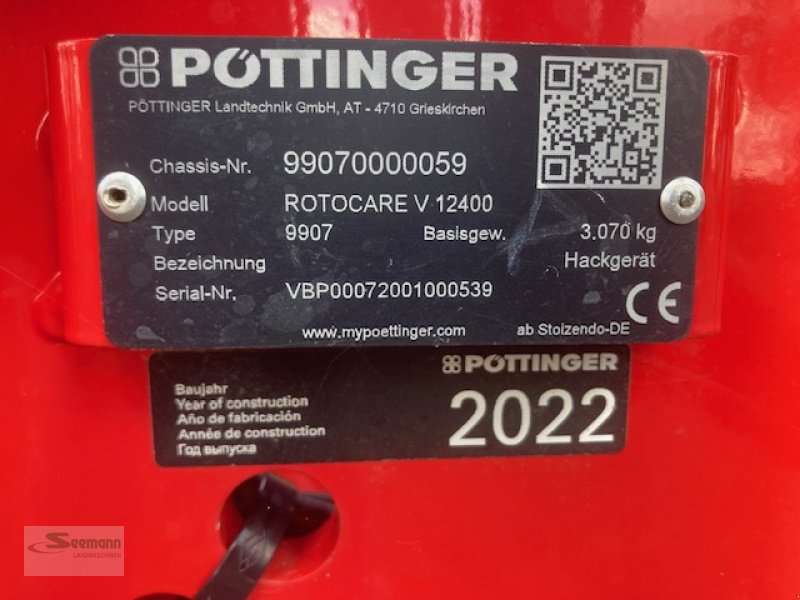 PÖTTINGER
PÖTTINGER Landtechnik GmbH, AT - 4710 Grieskirchen
Chassis-Nr. 99070000059
Modell ROTOCARE V 12400
Type 9907 Basisgew. 3.070 kg
Bezeichnung Hackgerät
Serial-Nr. VBP00072001000539
CE
www.mypoettinger.com ab Stoizendo-DE
PÖTTINGER
Baujahr
Year of construction
Año de fabricación
Année de construction
Год выпуска
2022
Seemann
LANDMASCHINEN